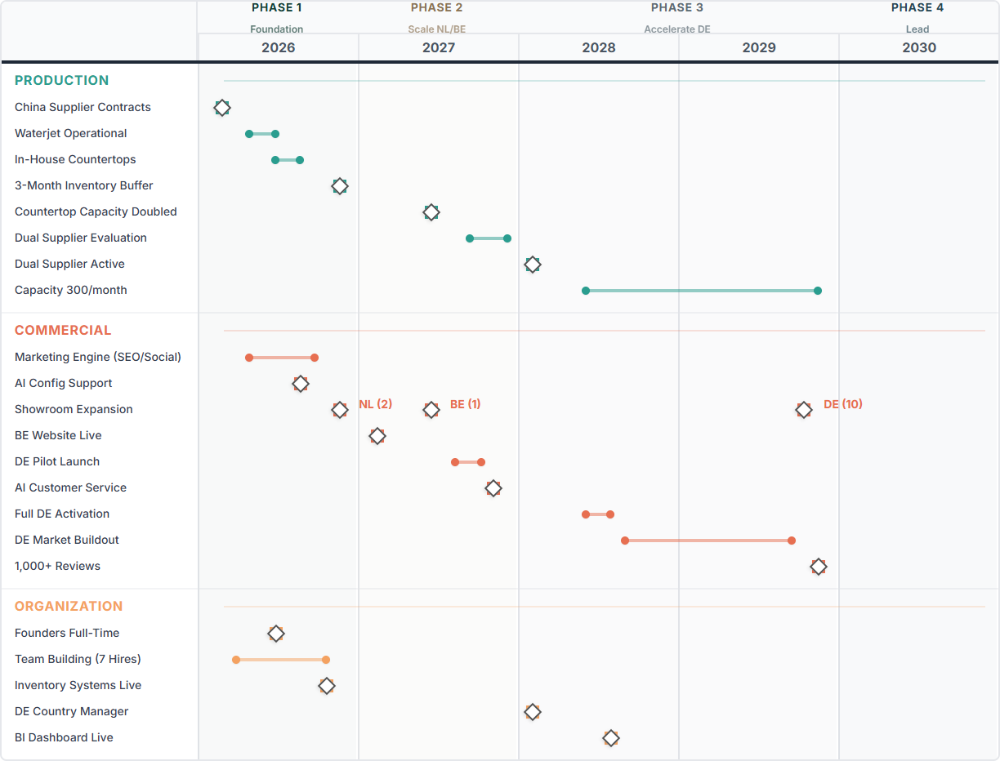 PHASE 1
PHASE 2
PHASE 3
PHASE 4
Foundation
Scale NL/BE
Accelerate DE
Lead
2026
2027
2028
2029
2030
PRODUCTION
China Supplier Contracts
Waterjet Operational
In-House Countertops
3-Month Inventory Buffer
Countertop Capacity Doubled
Dual Supplier Evaluation
Dual Supplier Active
Capacity 300/month
COMMERCIAL
Marketing Engine (SEO/Social)
AI Config Support
Showroom Expansion
NL (2)
BE (1)
DE (10)
BE Website Live
DE Pilot Launch
AI Customer Service
Full DE Activation
DE Market Buildout
1,000+ Reviews
ORGANIZATION
Founders Full-Time
Team Building (7 Hires)
Inventory Systems Live
DE Country Manager
BI Dashboard Live